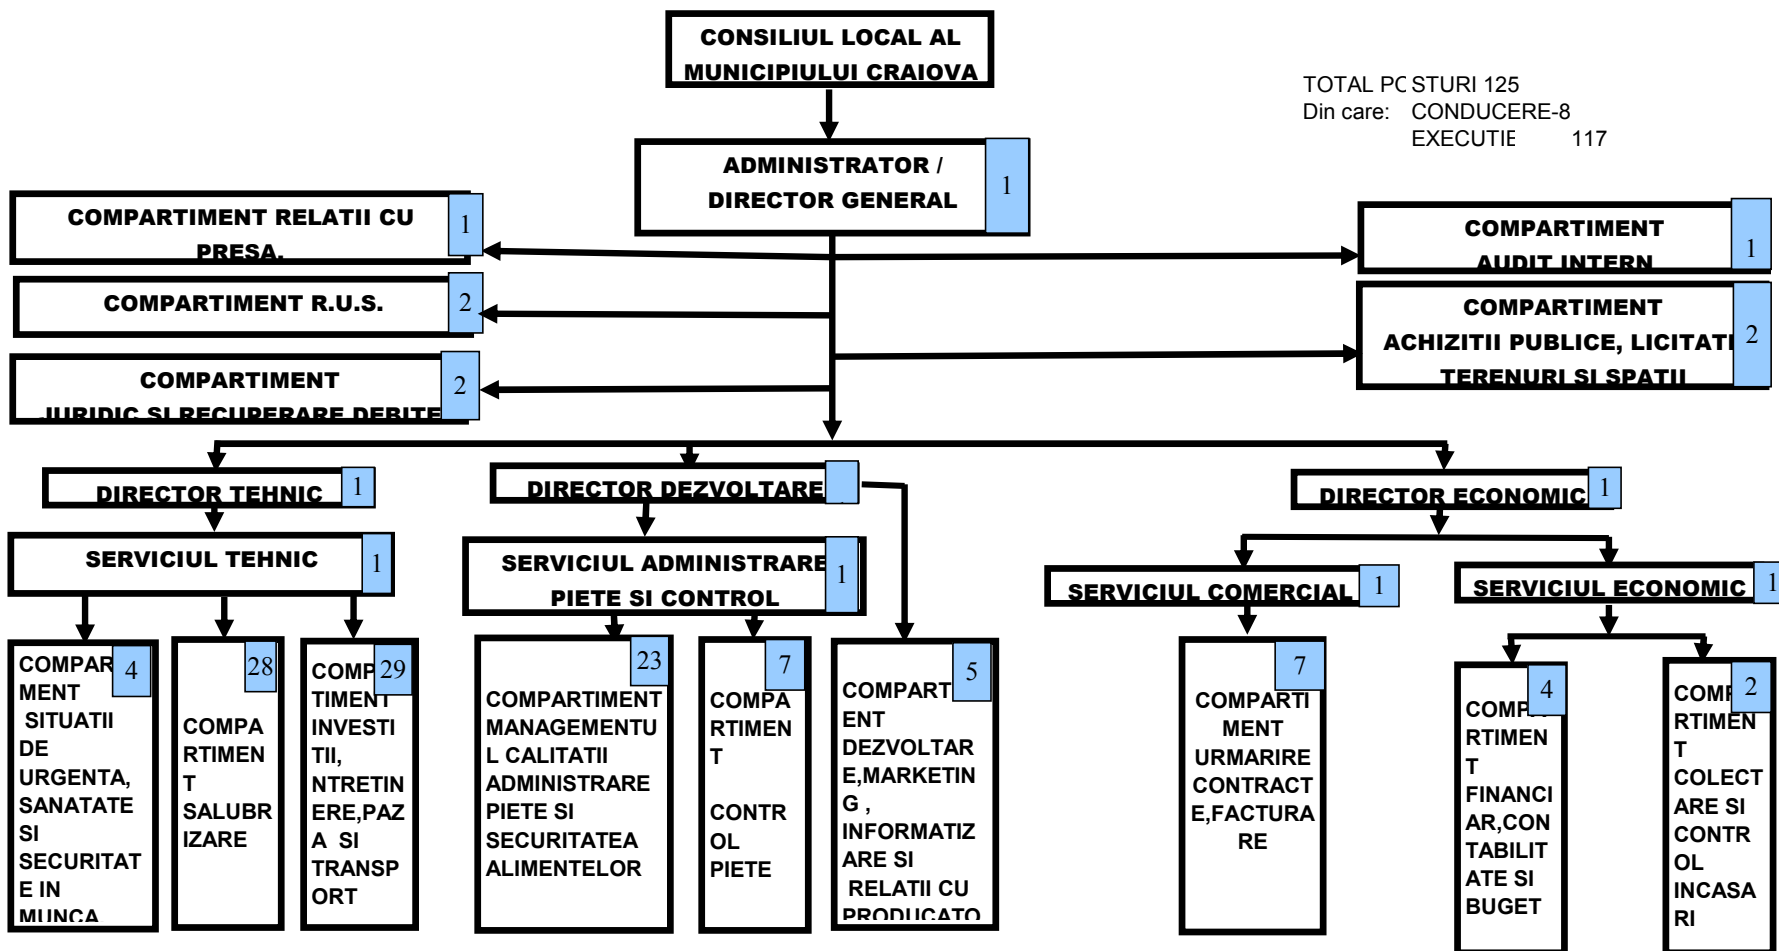 CONSILIUL LOCAL AL
MUNICIPIULUI CRAIOVA
TOTAL PC STURI 125
Din care: CONDUCERE-8
EXECUTIE 117
ADMINISTRATOR /
DIRECTOR GENERAL
1
COMPARTIMENT RELATII CU
PRESA.
1
COMPARTIMENT
AUDIT INTERN
1
COMPARTIMENT R.U.S.
2
COMPARTIMENT
ACHIZITII PUBLICE, LICITATI
TERENURI SI SPATII
2
COMPARTIMENT
JURIDIC SI RECUPERARE DEBITE
2
DIRECTOR TEHNIC
1
DIRECTOR DEZVOLTARE
DIRECTOR ECONOMIC
1
SERVICIUL TEHNIC
1
SERVICIUL ADMINISTRARE
PIETE SI CONTROL
1
SERVICIUL COMERCIAL
1
SERVICIUL ECONOMIC
1
COMPAR
MENT
SITUATII
DE
URGENTA,
SANATATE
SI
SECURITAT
E IN
MUNCA
4
COMPA
RTIMEN
T
SALUBR
IZARE
28
COMP
TIMENT
INVESTI
TII,
NTRETIN
ERE,PAZ
A SI
TRANSP
ORT
29
COMPARTIMENT
MANAGEMENTU
L CALITATII
ADMINISTRARE
PIETE SI
SECURITATEA
ALIMENTELOR
23
COMPA
RTIMEN
T
CONTR
OL
PIETE
7
COMPART
ENT
DEZVOLTAR
E,MARKETIN
G ,
INFORMATIZ
ARE SI
RELATII CU
PRODUCATO
5
COMPARTI
MENT
URMARIRE
CONTRACT
E,FACTURA
RE
7
COMPA
RTIMEN
T
FINANCI
AR,CON
TABILIT
ATE SI
BUGET
4
COMP
RTIMEN
T
COLECT
ARE SI
CONTR
OL
INCASA
RI
2